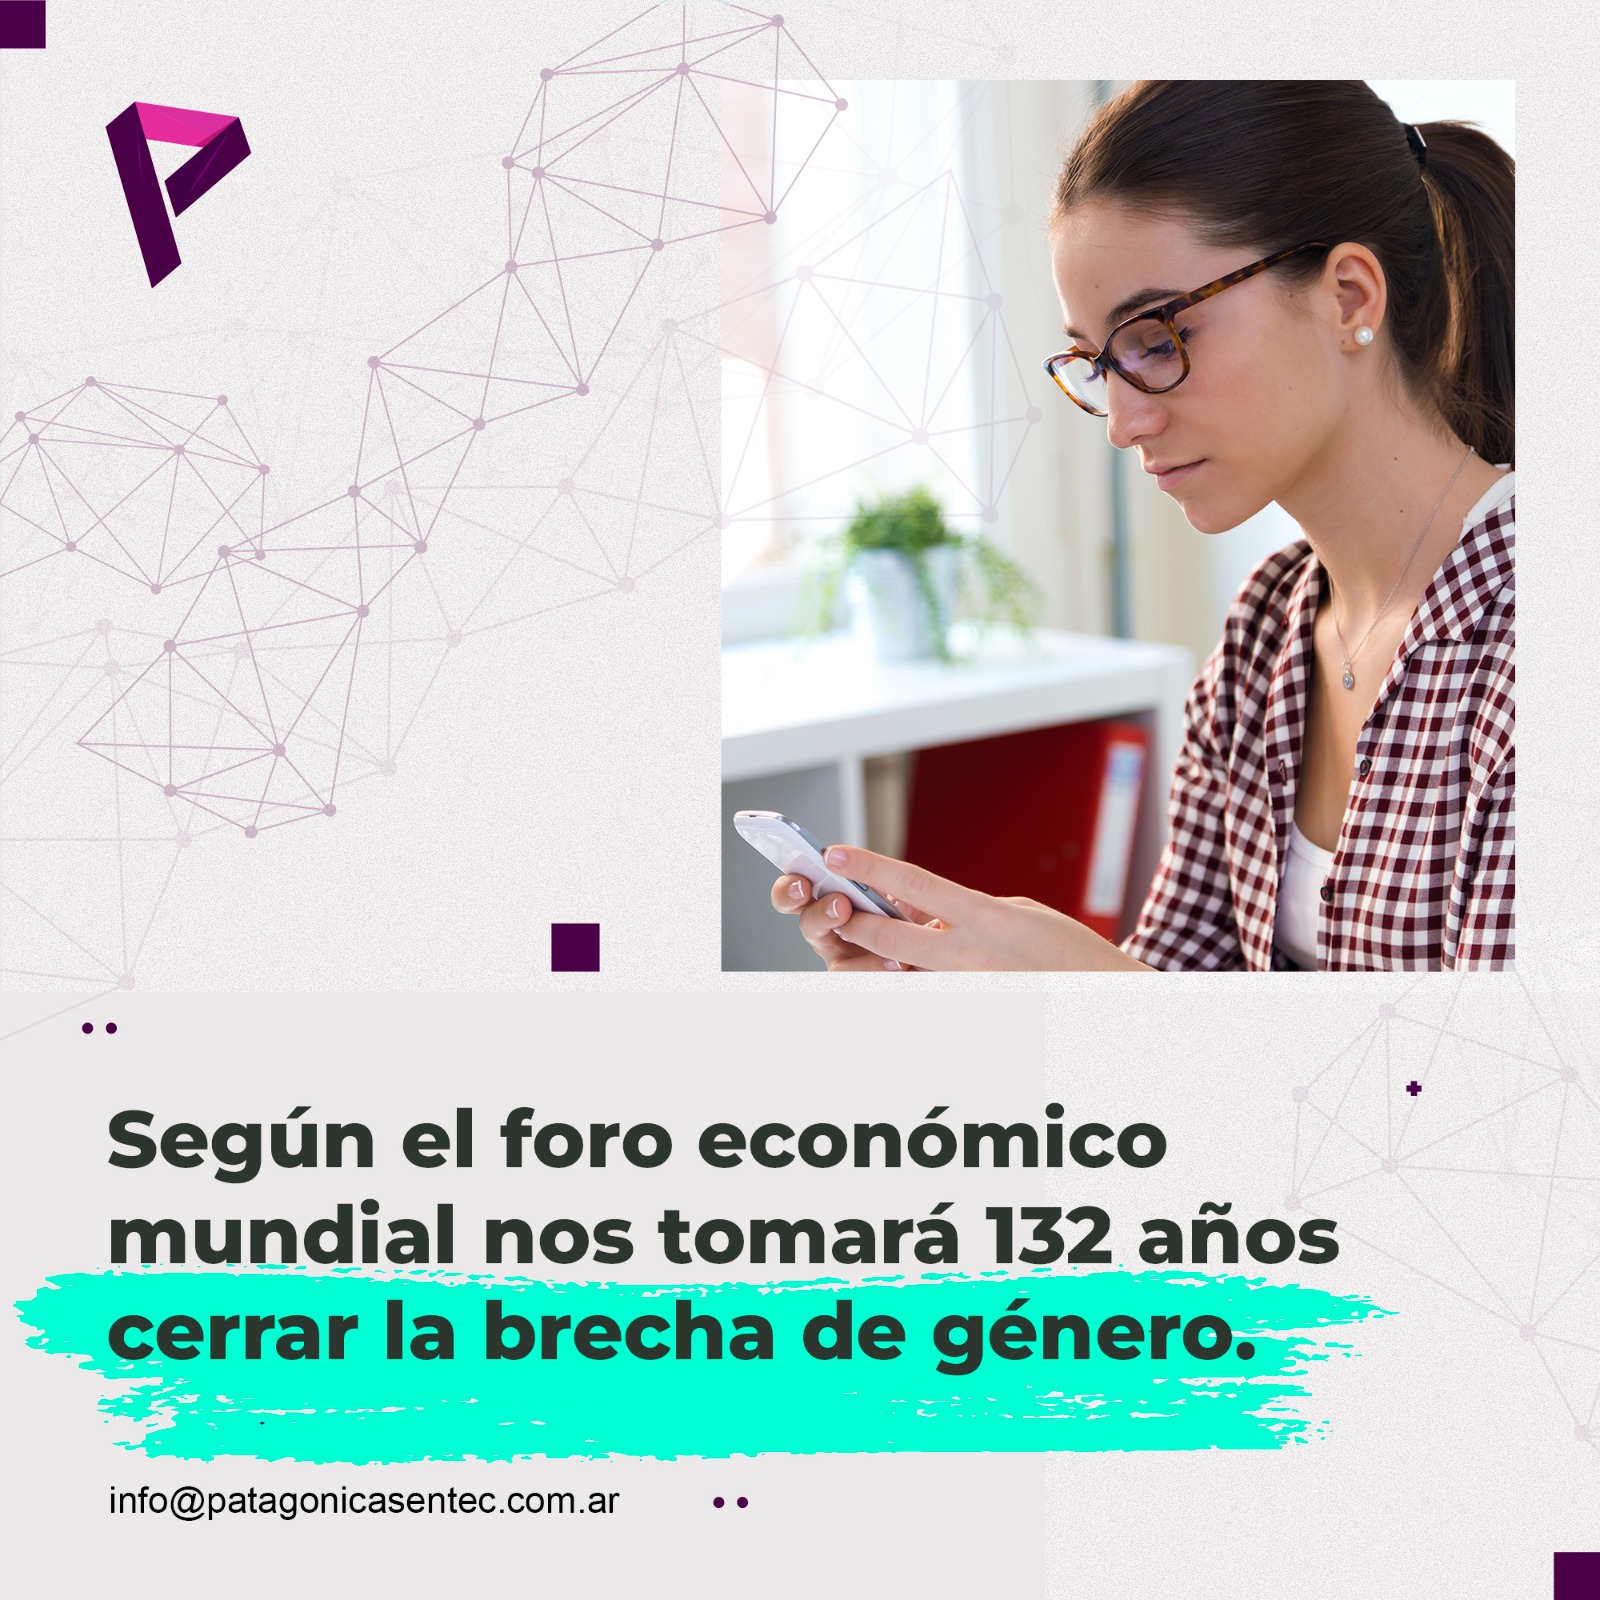 Según el foro económico
mundial nos tomará 132 años
cerrar la brecha de género.
info@patagonicasentec.com.ar